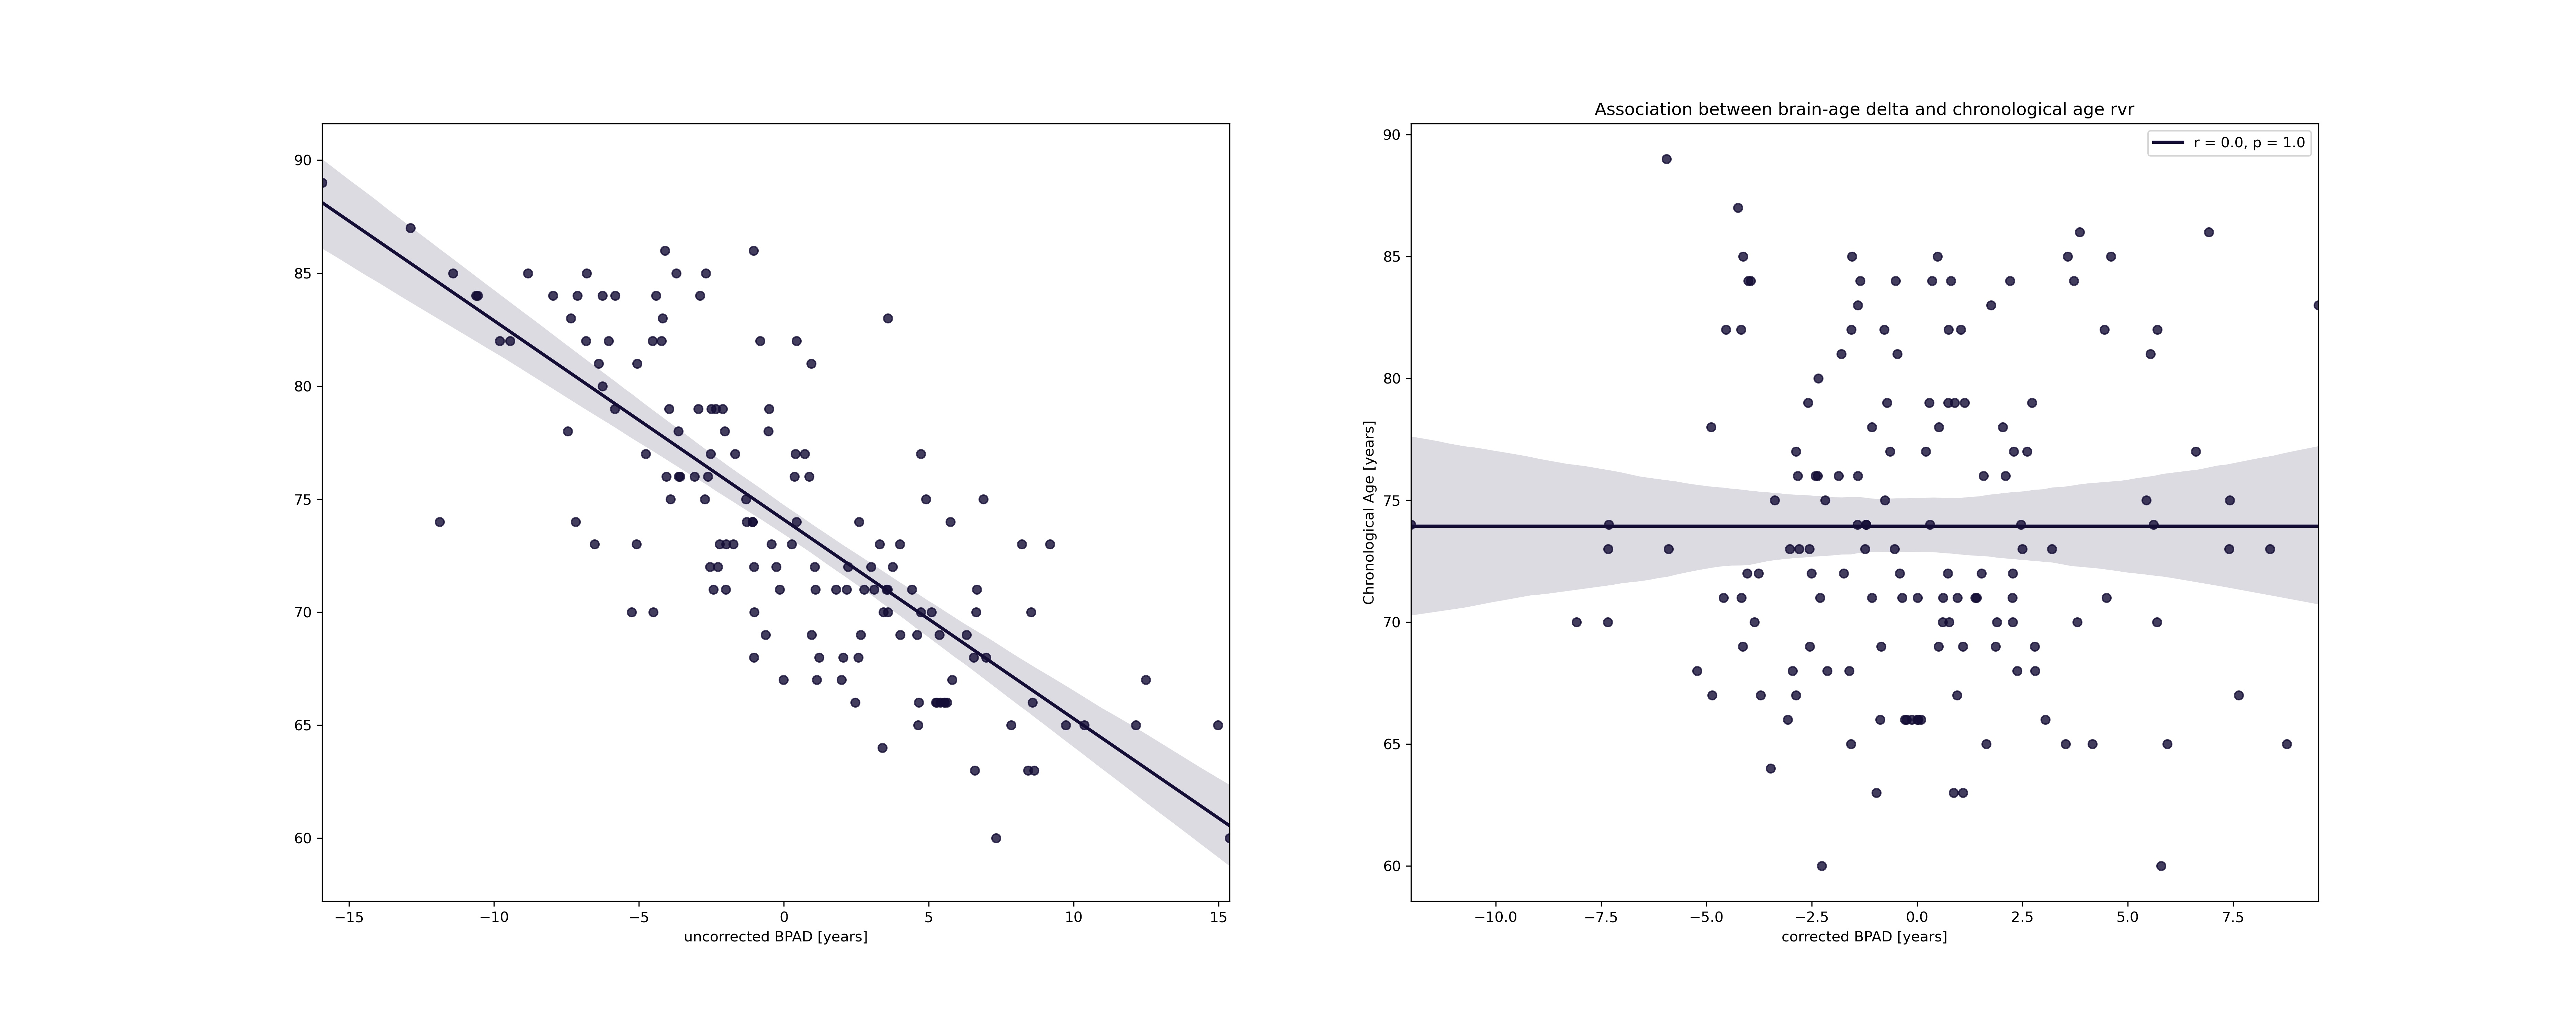 90
85
80
75
70
65
60
−15 −10 −5 0 5 10 15
uncorrected BPAD [years]
Association between brain-age delta and chronological age rvr
r = 0.0, p = 1.0
Chronological Age [years]
90
85
80
75
70
65
60
−10.0 −7.5 −5.0 −2.5 0.0 2.5 5.0 7.5
corrected BPAD [years]